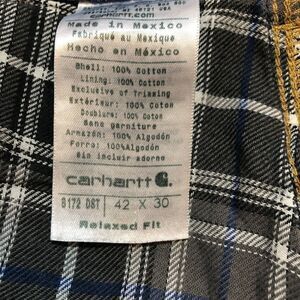 Made in Mexico
Fabriqué au Mexique
Hecho en México
Shell: 100% Cotton
Lining: 100% Cotton
Exclusive of Trimming
Extérieur: 100% Coton
Doublure: 100% Coton
Sans garniture
Armazón: 100% Algodón
Forro: 100%Algodón
sin incluir adorno
carhartt
8172 DST 42 X 30
Relaxed Fit